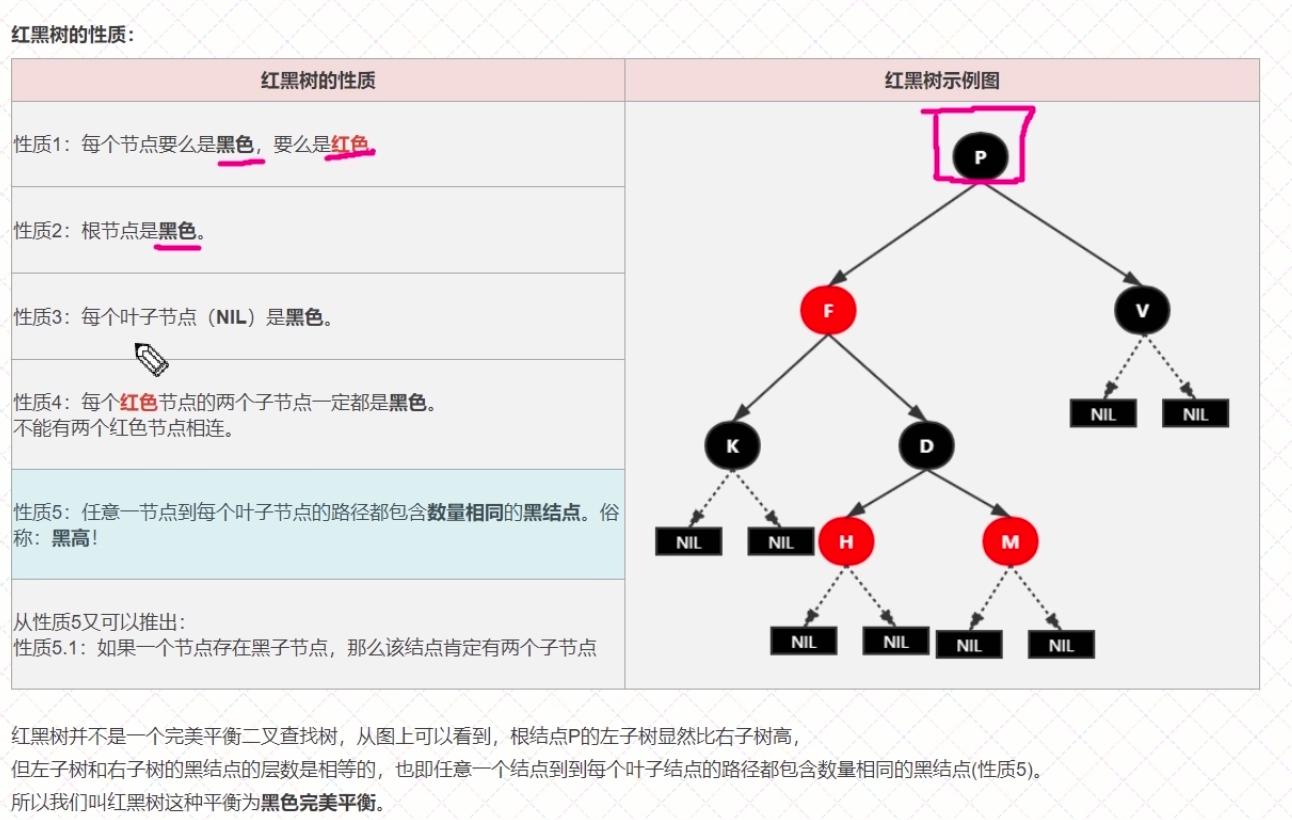 红黑树的性质：
红黑树的性质
红黑树示例图
性质1：每个节点要么是黑色，要么是红色。
性质2：根节点是黑色。
性质3：每个叶子节点（NIL）是黑色。
性质4：每个红色节点的两个子节点一定都是黑色。
不能有两个红色节点相连。
性质5：任意一节点到每个叶子节点的路径都包含数量相同的黑结点。俗
称：黑高！
从性质5又可以推出：
性质5.1：如果一个节点存在黑子节点，那么该结点肯定有两个子节点
P
F
V
NIL
NIL
K
D
NIL
NIL
H
M
NIL
NIL
NIL
NIL
红黑树并不是一个完美平衡二叉查找树，从图上可以看到，根结点P的左子树显然比右子树高，
但左子树和右子树的黑结点的层数是相等的，也即任意一个结点到到每个叶子结点的路径都包含数量相同的黑结点(性质5)。
所以我们叫红黑树这种平衡为黑色完美平衡。